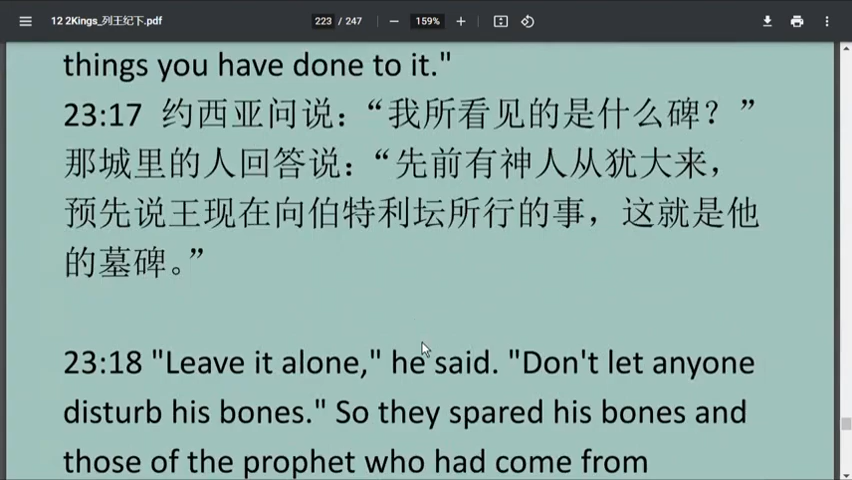 12 2Kings_列王纪下.pdf
223 / 247
159%
things you have done to it."
23:17 约西亚问说：“我所看见的是什么碑？”
那城里的人回答说：“先前有神人从犹大来，
预先说王现在向伯特利坛所行的事，这就是他
的墓碑。”
23:18 "Leave it alone," he said. "Don't let anyone
disturb his bones." So they spared his bones and
those of the prophet who had come from